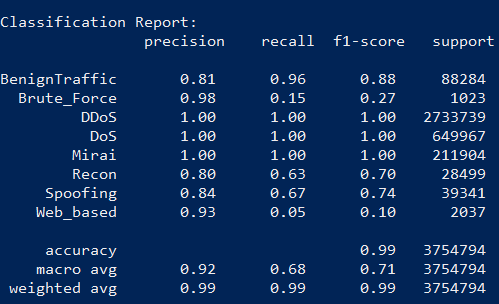 Classification Report:
precision recall f1-score support
BenignTraffic 0.81 0.96 0.88 88284
Brute_Force 0.98 0.15 0.27 1023
DDoS 1.00 1.00 1.00 2733739
DoS 1.00 1.00 1.00 649967
Mirai 1.00 1.00 1.00 211904
Recon 0.80 0.63 0.70 28499
Spoofing 0.84 0.67 0.74 39341
Web_based 0.93 0.05 0.10 2037
accuracy 0.99 3754794
macro avg 0.92 0.68 0.71 3754794
weighted avg 0.99 0.99 0.99 3754794